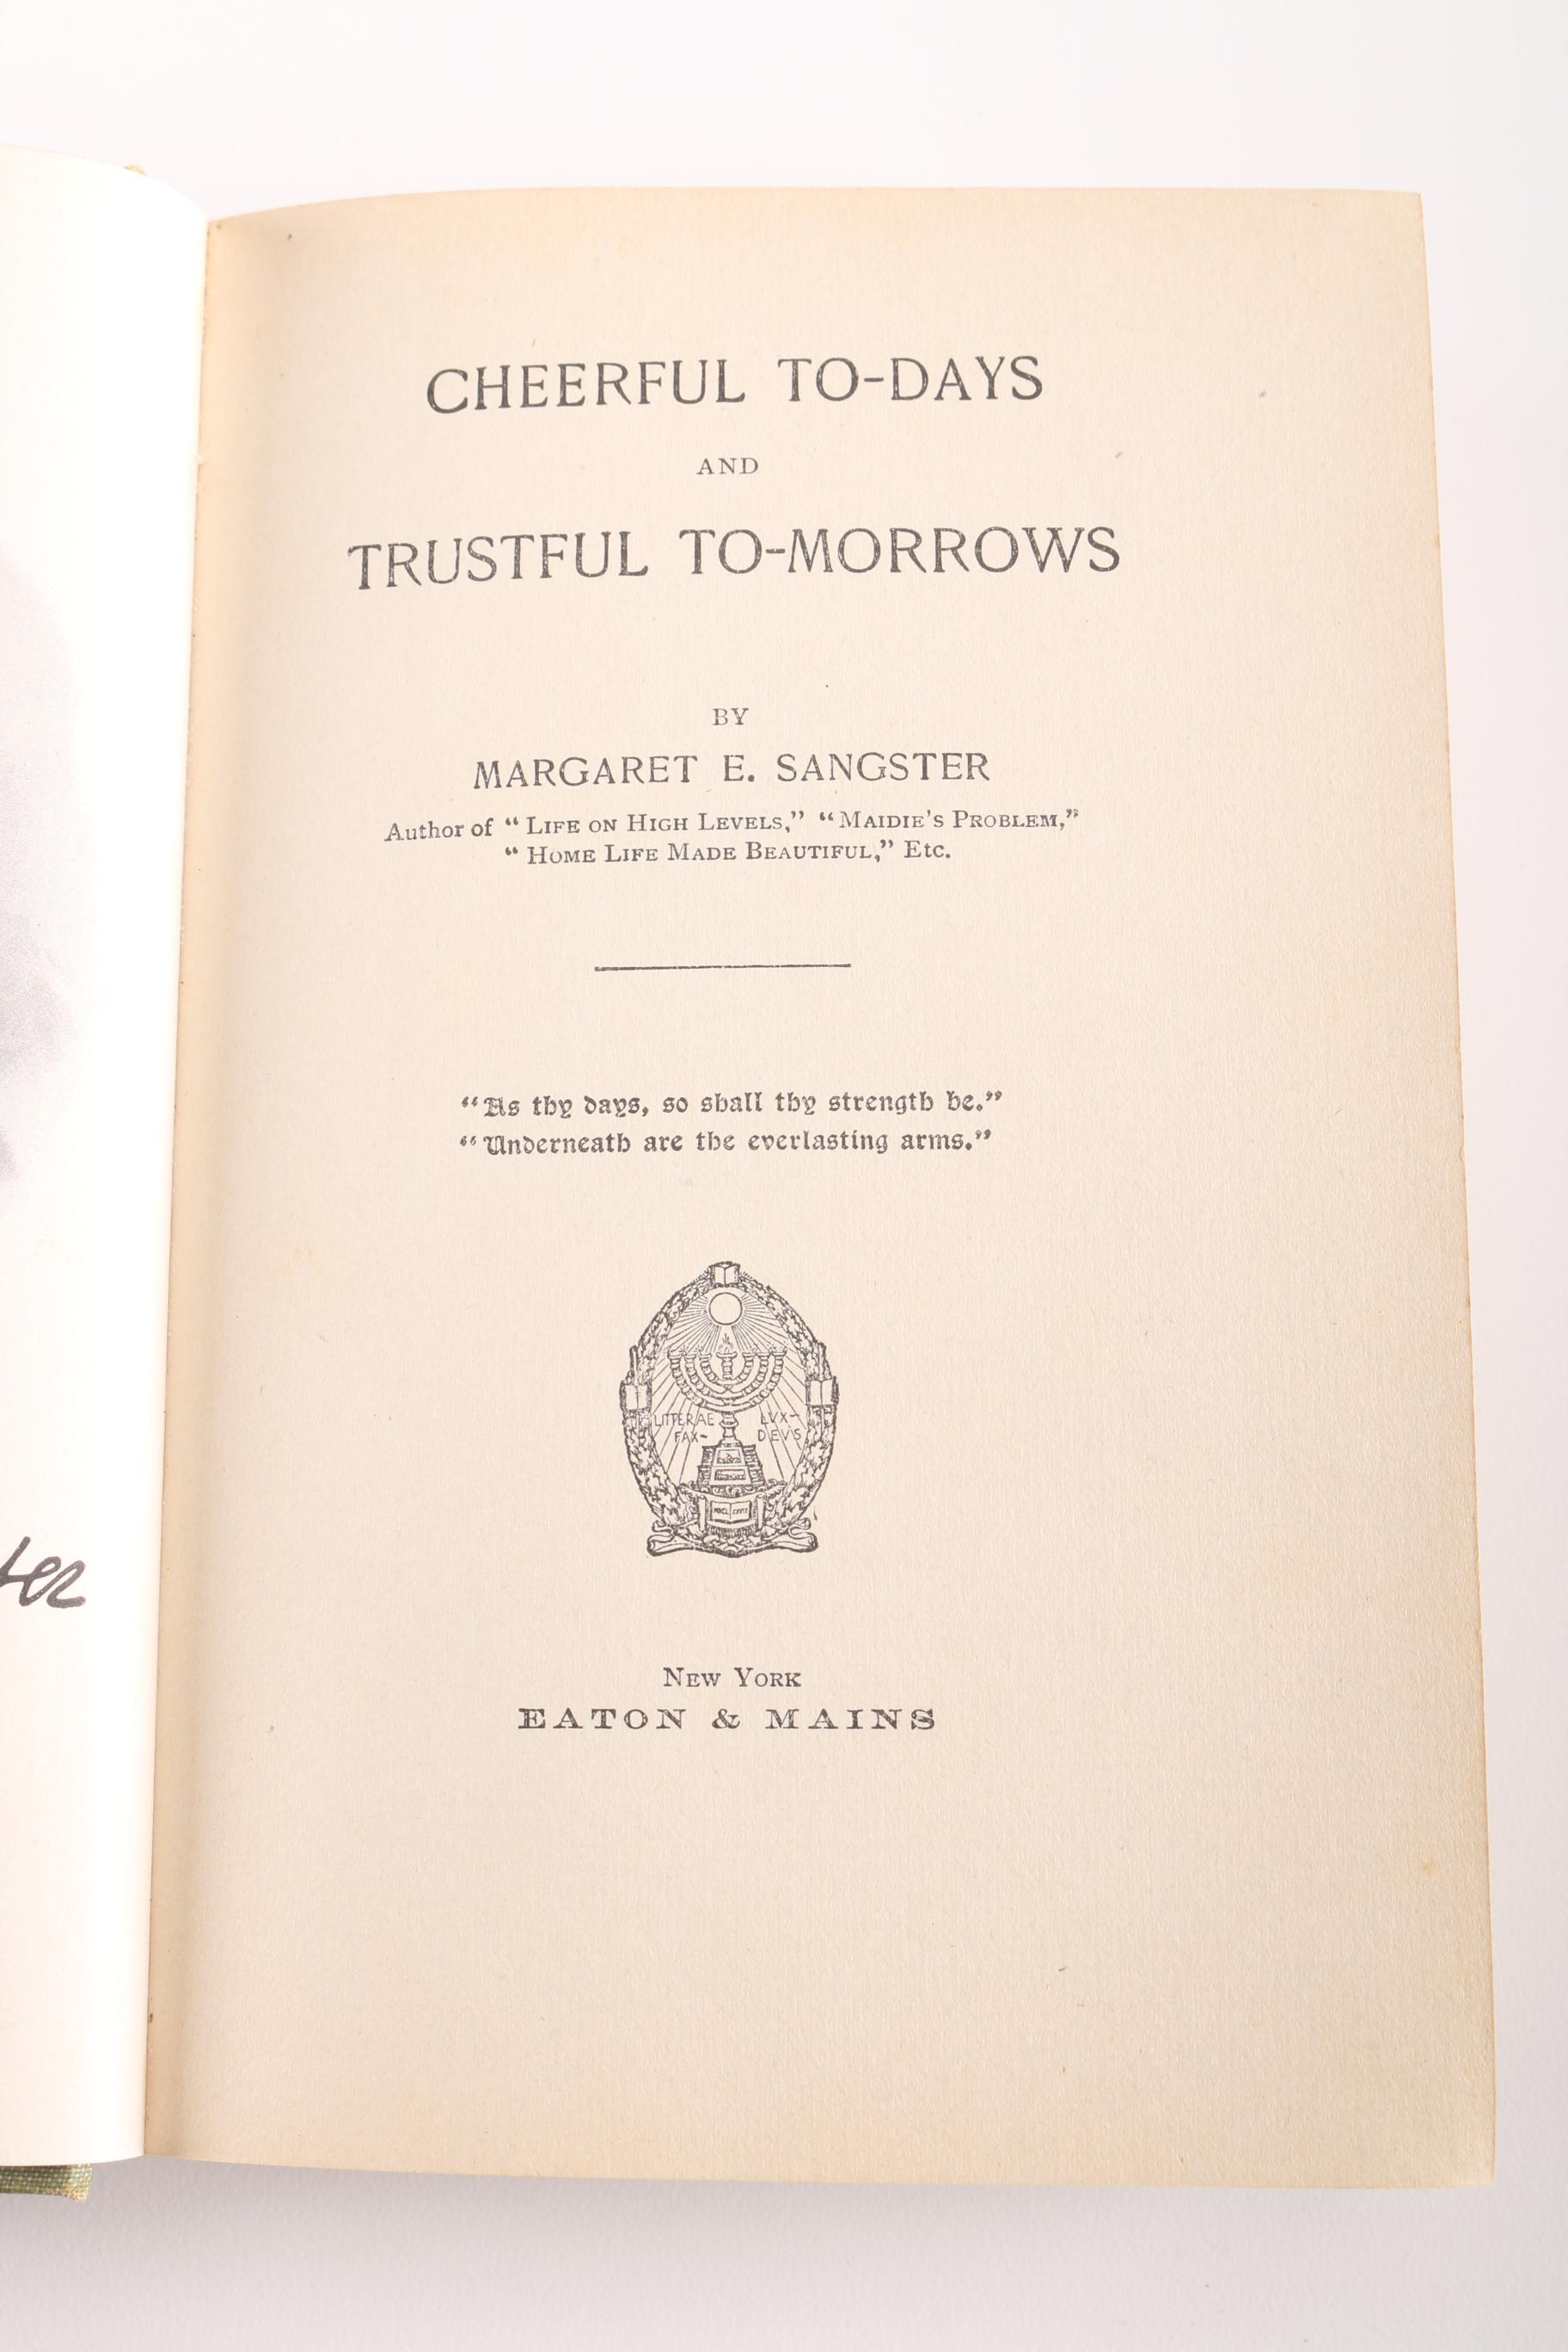 CHEERFUL TO-DAYS
AND
TRUSTFUL TO-MORROWS
BY
MARGARET E. SANGSTER
Author of “LIFE ON HIGH LEVELS,” “MAIDIE'S PROBLEM,”
“HOME LIFE MADE BEAUTIFUL,” Etc.
“As thy days, so shall thy strength be.”
“Underneath are the everlasting arms.”
LITTERAE LVX-
FAX- DEVS
NEW YORK
EATON & MAINS